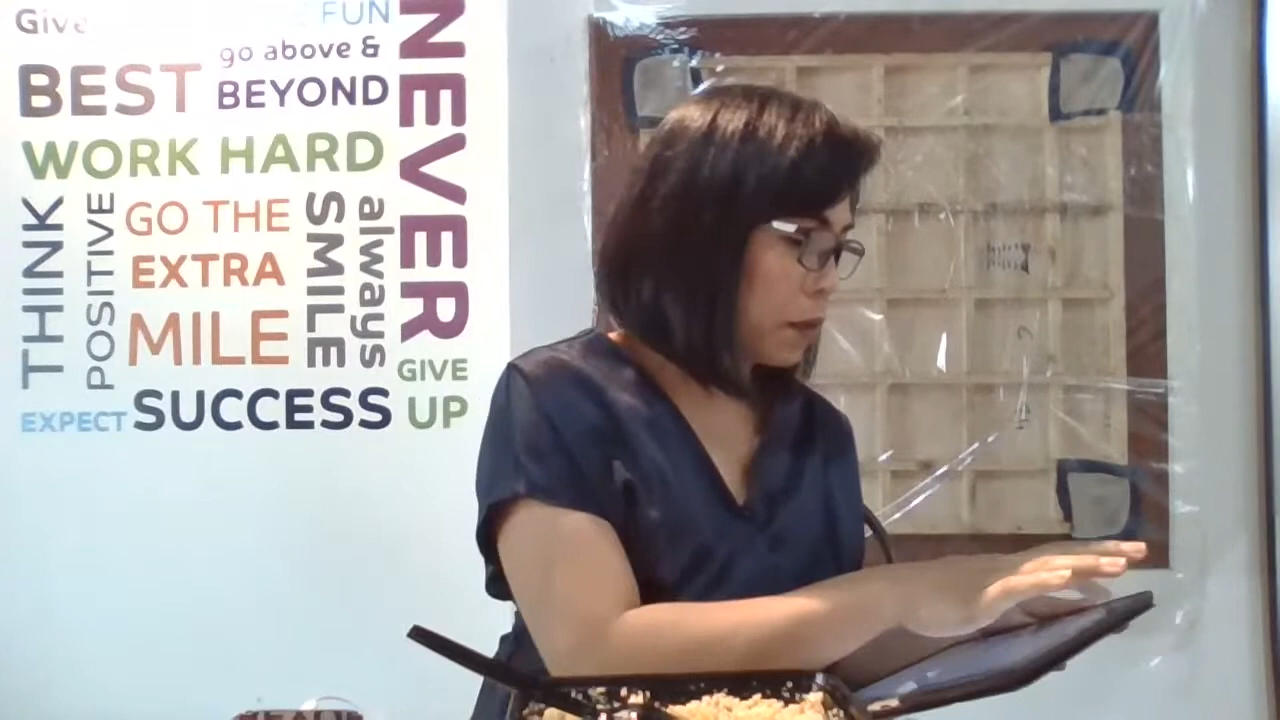 Give
FUN
go above &
BEST
BEYOND
WORK HARD
THINK
POSITIVE
GO THE
EXTRA
MILE
SMILE
always
NEVER
GIVE
UP
EXPECT SUCCESS